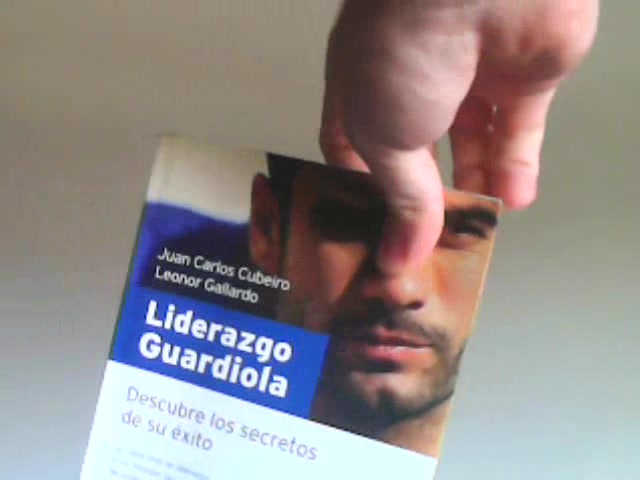 Juan Carlos Cubeiro
Leonor Gallardo
Liderazgo
Guardiola
Descubre los secretos
de su éxito